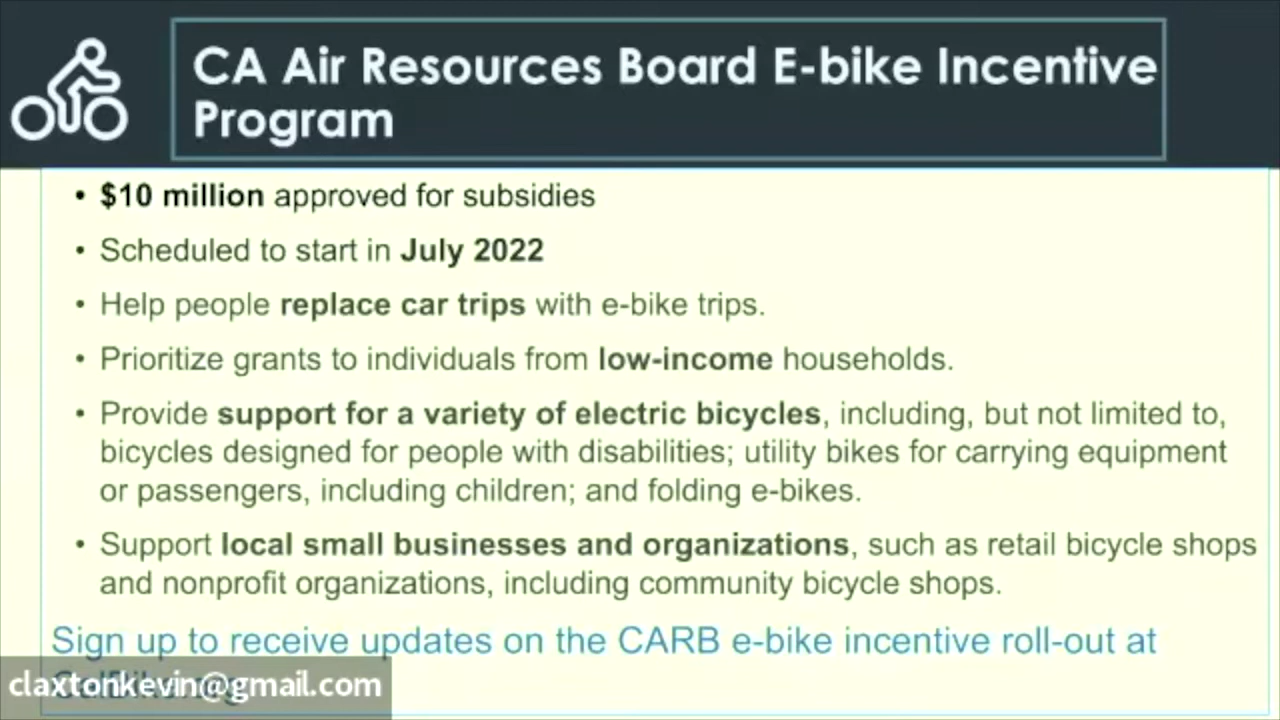 CA Air Resources Board E-bike Incentive
Program
• $10 million approved for subsidies
• Scheduled to start in July 2022
• Help people replace car trips with e-bike trips.
• Prioritize grants to individuals from low-income households.
• Provide support for a variety of electric bicycles, including, but not limited to,
bicycles designed for people with disabilities; utility bikes for carrying equipment
or passengers, including children; and folding e-bikes.
• Support local small businesses and organizations, such as retail bicycle shops
and nonprofit organizations, including community bicycle shops.
Sign up to receive updates on the CARB e-bike incentive roll-out at
claxtonkevin@gmail.com